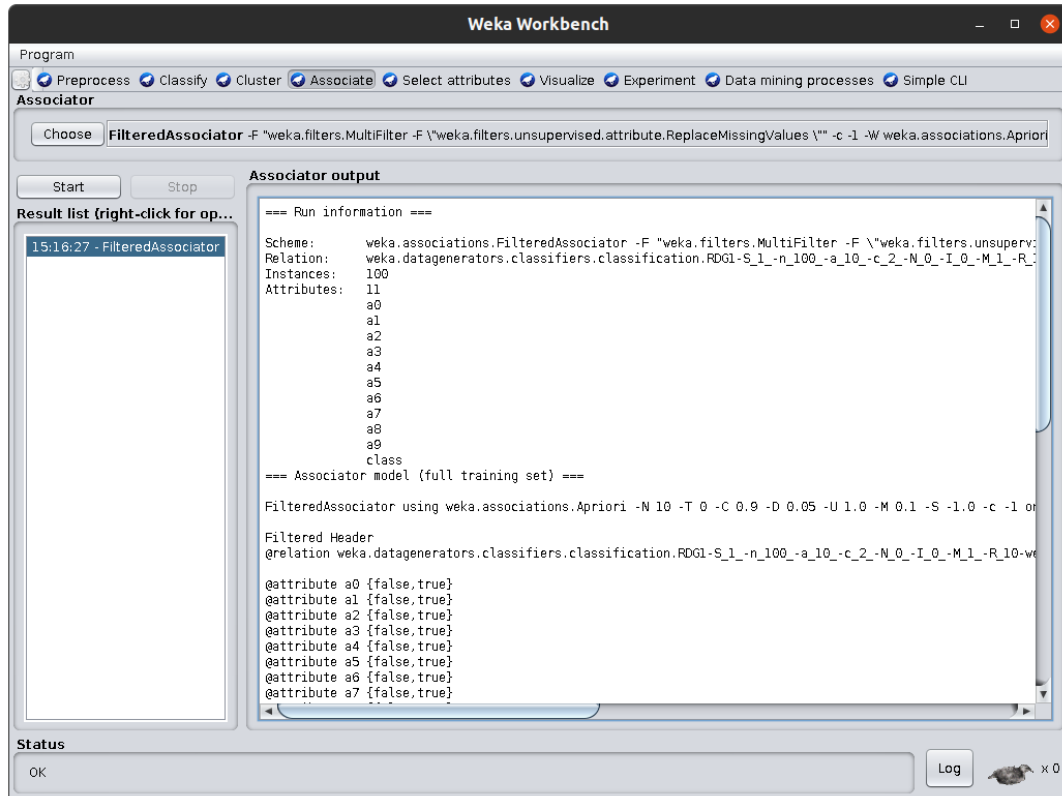 Weka Workbench
Program
Preprocess Classify Cluster Associate Select attributes Visualize Experiment Data mining processes Simple CLI
Associator
Choose FilteredAssociator -F "weka.filters.MultiFilter -F \"weka.filters.unsupervised.attribute.ReplaceMissingValues \"" -c -1 -W weka.associations.Apriori
Start Stop
Result list (right-click for op...
15:16:27 - FilteredAssociator
Associator output
=== Run information ===
Scheme: weka.associations.FilteredAssociator -F "weka.filters.MultiFilter -F \"weka.filters.unsupervi
Relation: weka.datagenerators.classifiers.classification.RDG1-S_1_-n_100_-a_10_-c_2_-N_0_-I_0_-M_1_-R_1
Instances: 100
Attributes: 11
a0
a1
a2
a3
a4
a5
a6
a7
a8
a9
class
=== Associator model (full training set) ===
FilteredAssociator using weka.associations.Apriori -N 10 -T 0 -C 0.9 -D 0.05 -U 1.0 -M 0.1 -S -1.0 -c -1 on
Filtered Header
@relation weka.datagenerators.classifiers.classification.RDG1-S_1_-n_100_-a_10_-c_2_-N_0_-I_0_-M_1_-R_10-we
@attribute a0 {false,true}
@attribute a1 {false,true}
@attribute a2 {false,true}
@attribute a3 {false,true}
@attribute a4 {false,true}
@attribute a5 {false,true}
@attribute a6 {false,true}
@attribute a7 {false,true}
Status
OK
Log x 0